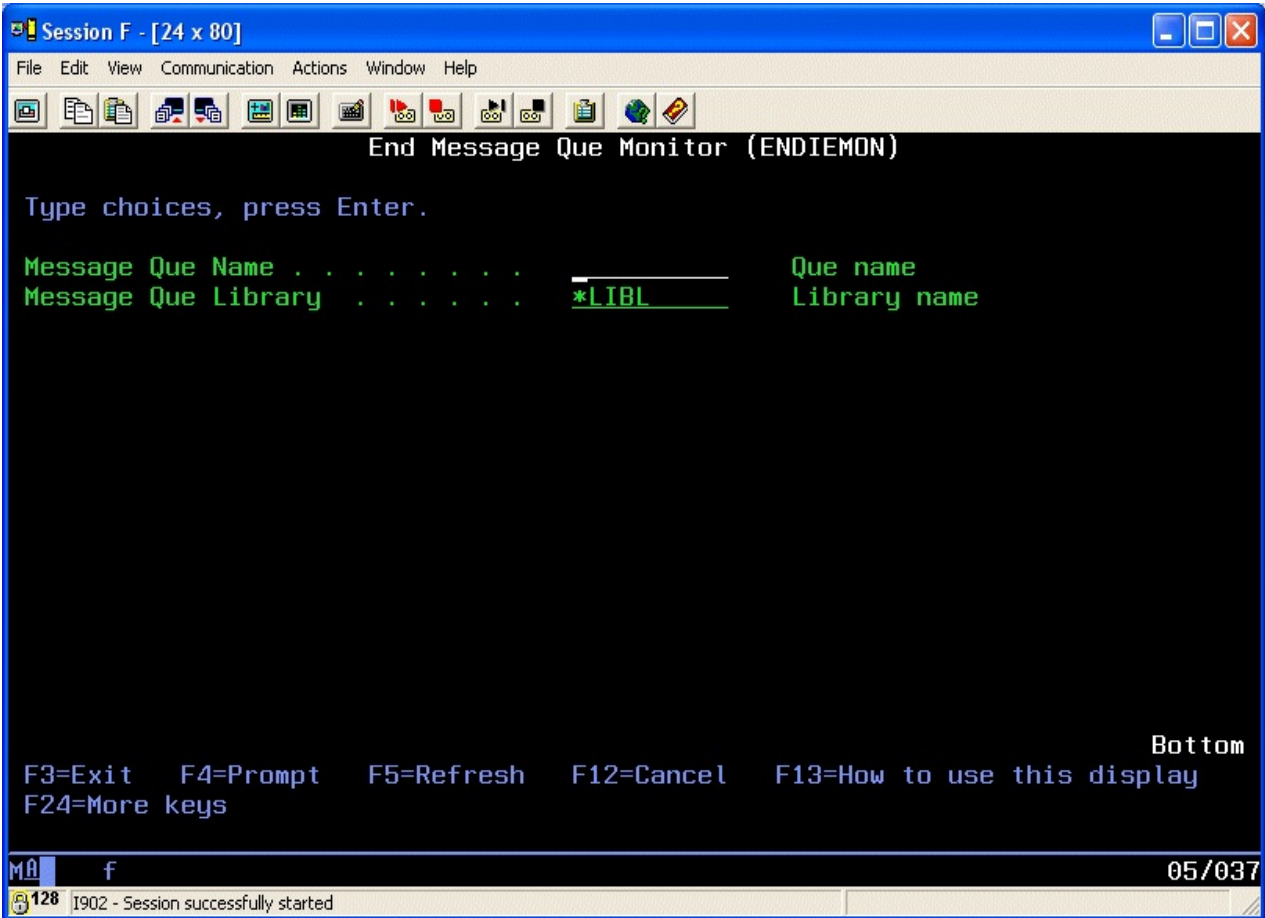 Session F - [24 x 80]
File Edit View Communication Actions Window Help
End Message Que Monitor (ENDIEMON)
Type choices, press Enter.
Message Que Name . . . . . . . . Que name
Message Que Library . . . . . . *LIBL Library name
Bottom
F3=Exit F4=Prompt F5=Refresh F12=Cancel F13=How to use this display
F24=More keys
MA f 05/037
128 I902 - Session successfully started